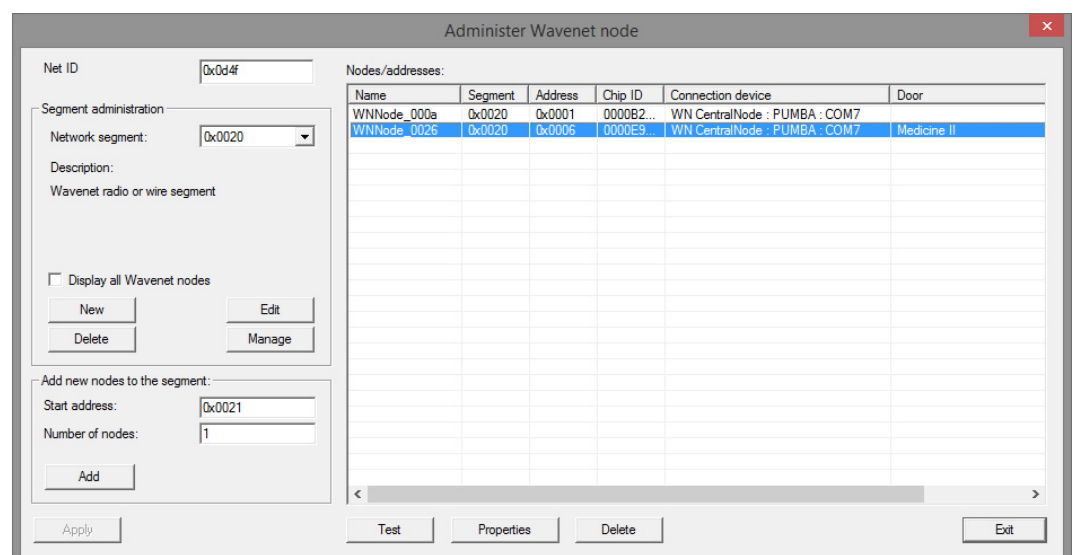 Administer Wavenet node
Net ID
0x0d4f
Segment administration
Network segment:
0x0020
Description:
Wavenet radio or wire segment
Display all Wavenet nodes
New
Edit
Delete
Manage
Add new nodes to the segment:
Start address:
0x0021
Number of nodes:
1
Add
Apply
Nodes/addresses:
Name Segment Address Chip ID Connection device Door
WNNode_000a 0x0020 0x0001 0000B2... WN CentralNode : PUMBA : COM7
WNNode_0026 0x0020 0x0006 0000E9... WN CentralNode : PUMBA : COM7 Medicine II
Test
Properties
Delete
Exit